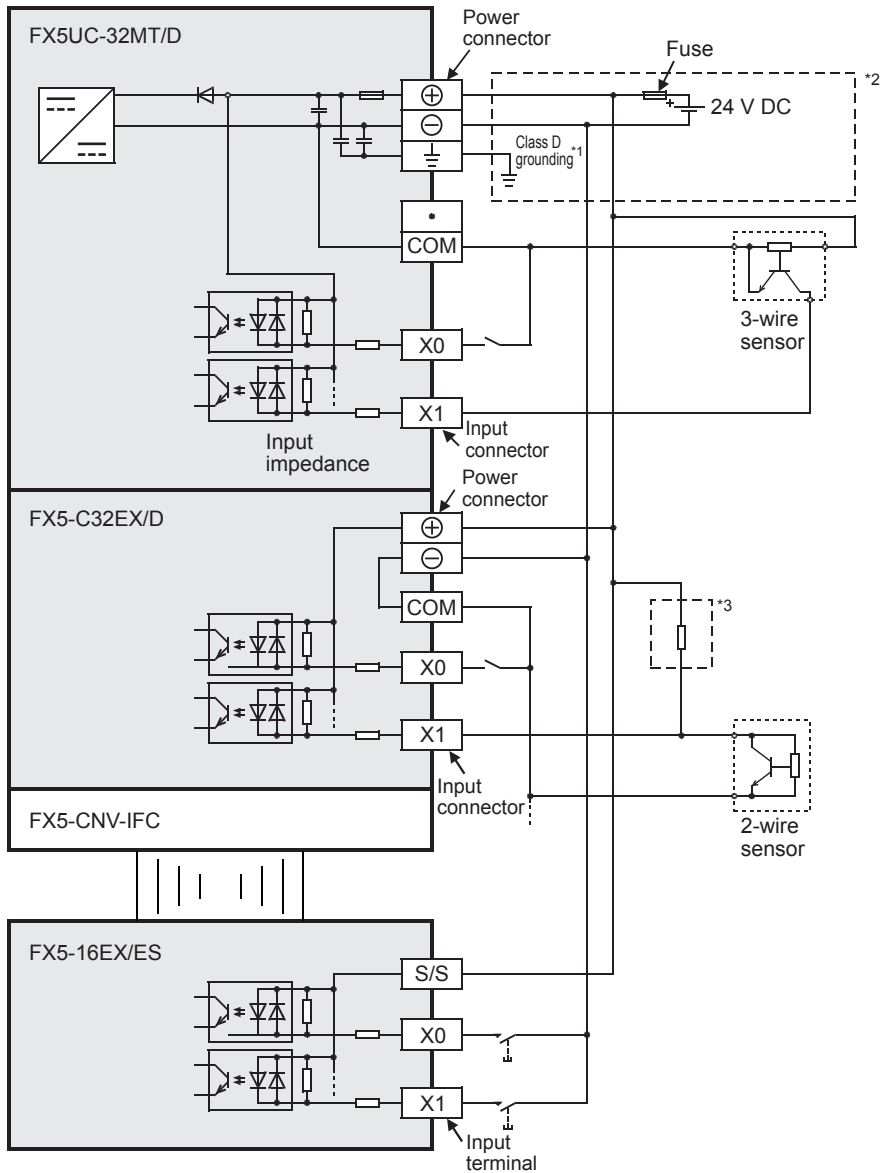 FX5UC-32MT/D
Power
connector
Fuse
*2
24 V DC
Class D
grounding*1
•
COM
3-wire
sensor
X0
X1
Input
connector
Input
impedance
Power
connector
FX5-C32EX/D
COM
*3
X0
X1
Input
connector
2-wire
sensor
FX5-CNV-IFC
FX5-16EX/ES
S/S
X0
X1
Input
terminal